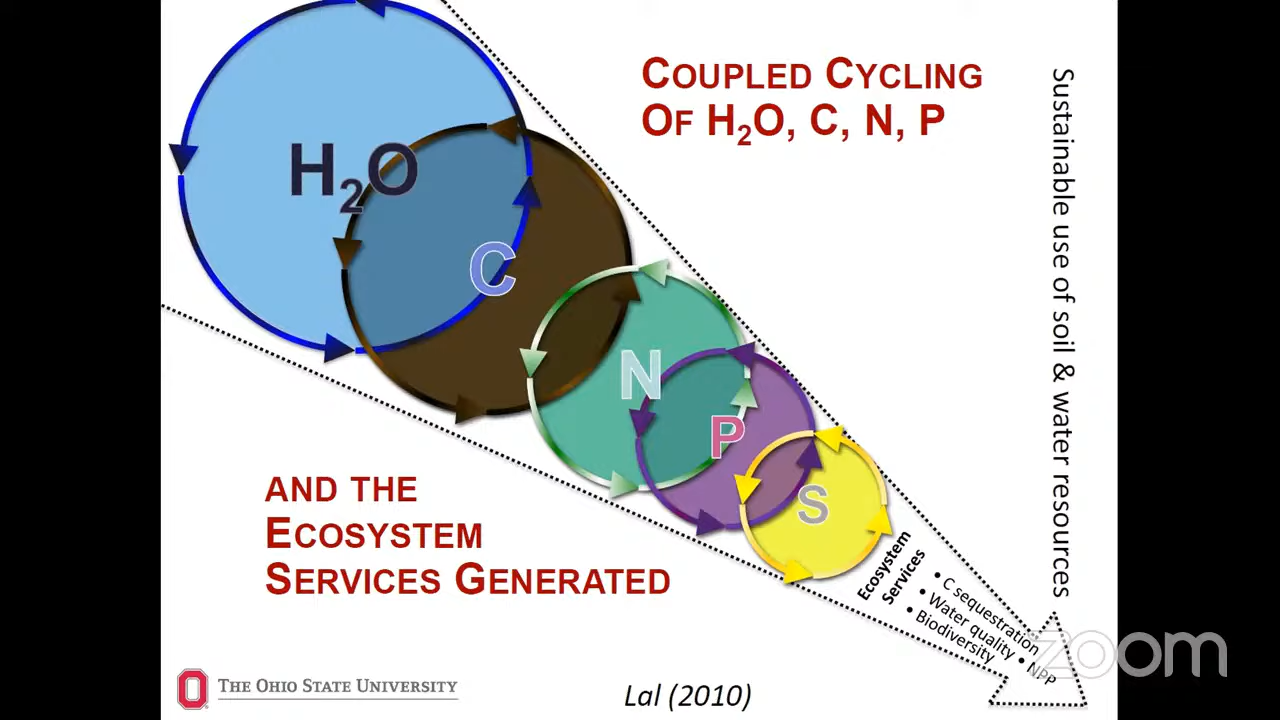 COUPLED CYCLING
OF H₂O, C, N, P
H₂O
C
N
P
S
AND THE
ECOSYSTEM
SERVICES GENERATED
Sustainable use of soil & water resources
Ecosystem
Services
• C sequestration
• Water quality • NPP
• Biodiversity
zoom
THE OHIO STATE UNIVERSITY
Lal (2010)